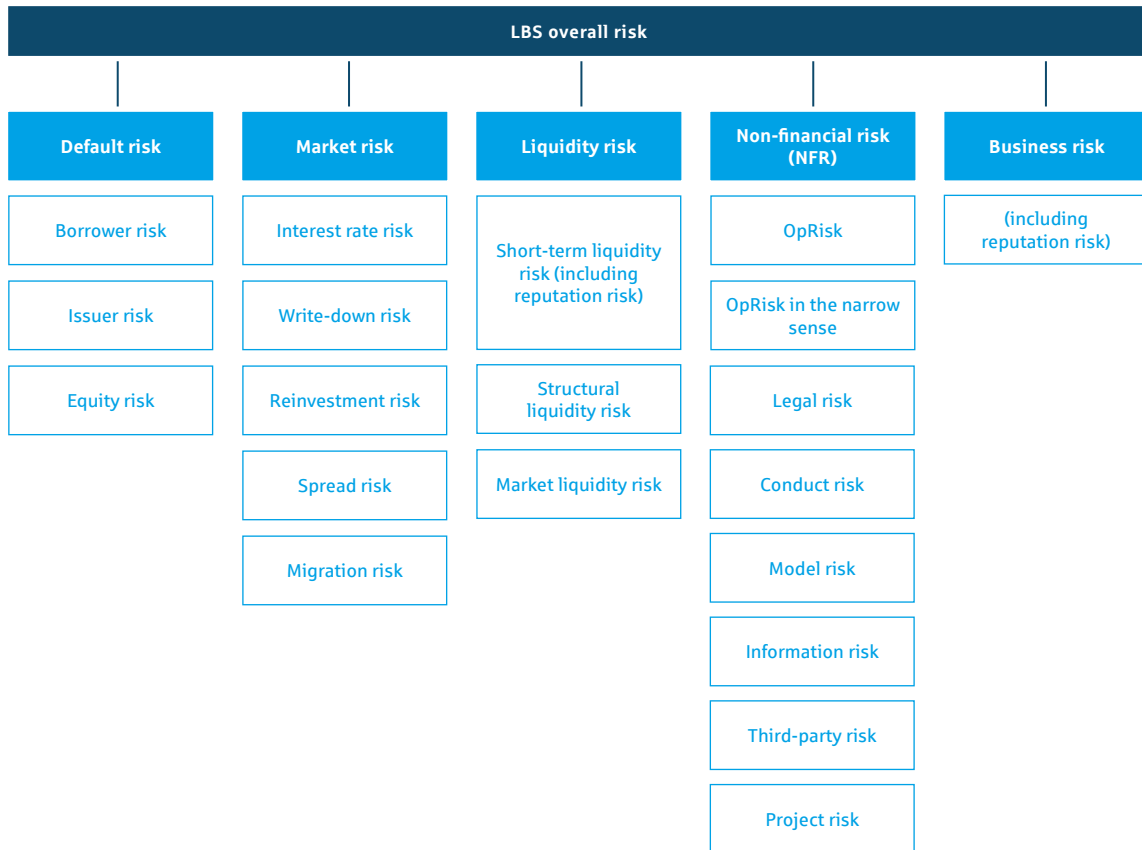 LBS overall risk
Default risk
Borrower risk
Issuer risk
Equity risk
Market risk
Interest rate risk
Write-down risk
Reinvestment risk
Spread risk
Migration risk
Liquidity risk
Short-term liquidity
risk (including
reputation risk)
Structural
liquidity risk
Market liquidity risk
Non-financial risk
(NFR)
OpRisk
OpRisk in the narrow
sense
Legal risk
Conduct risk
Model risk
Information risk
Third-party risk
Project risk
Business risk
(including
reputation risk)